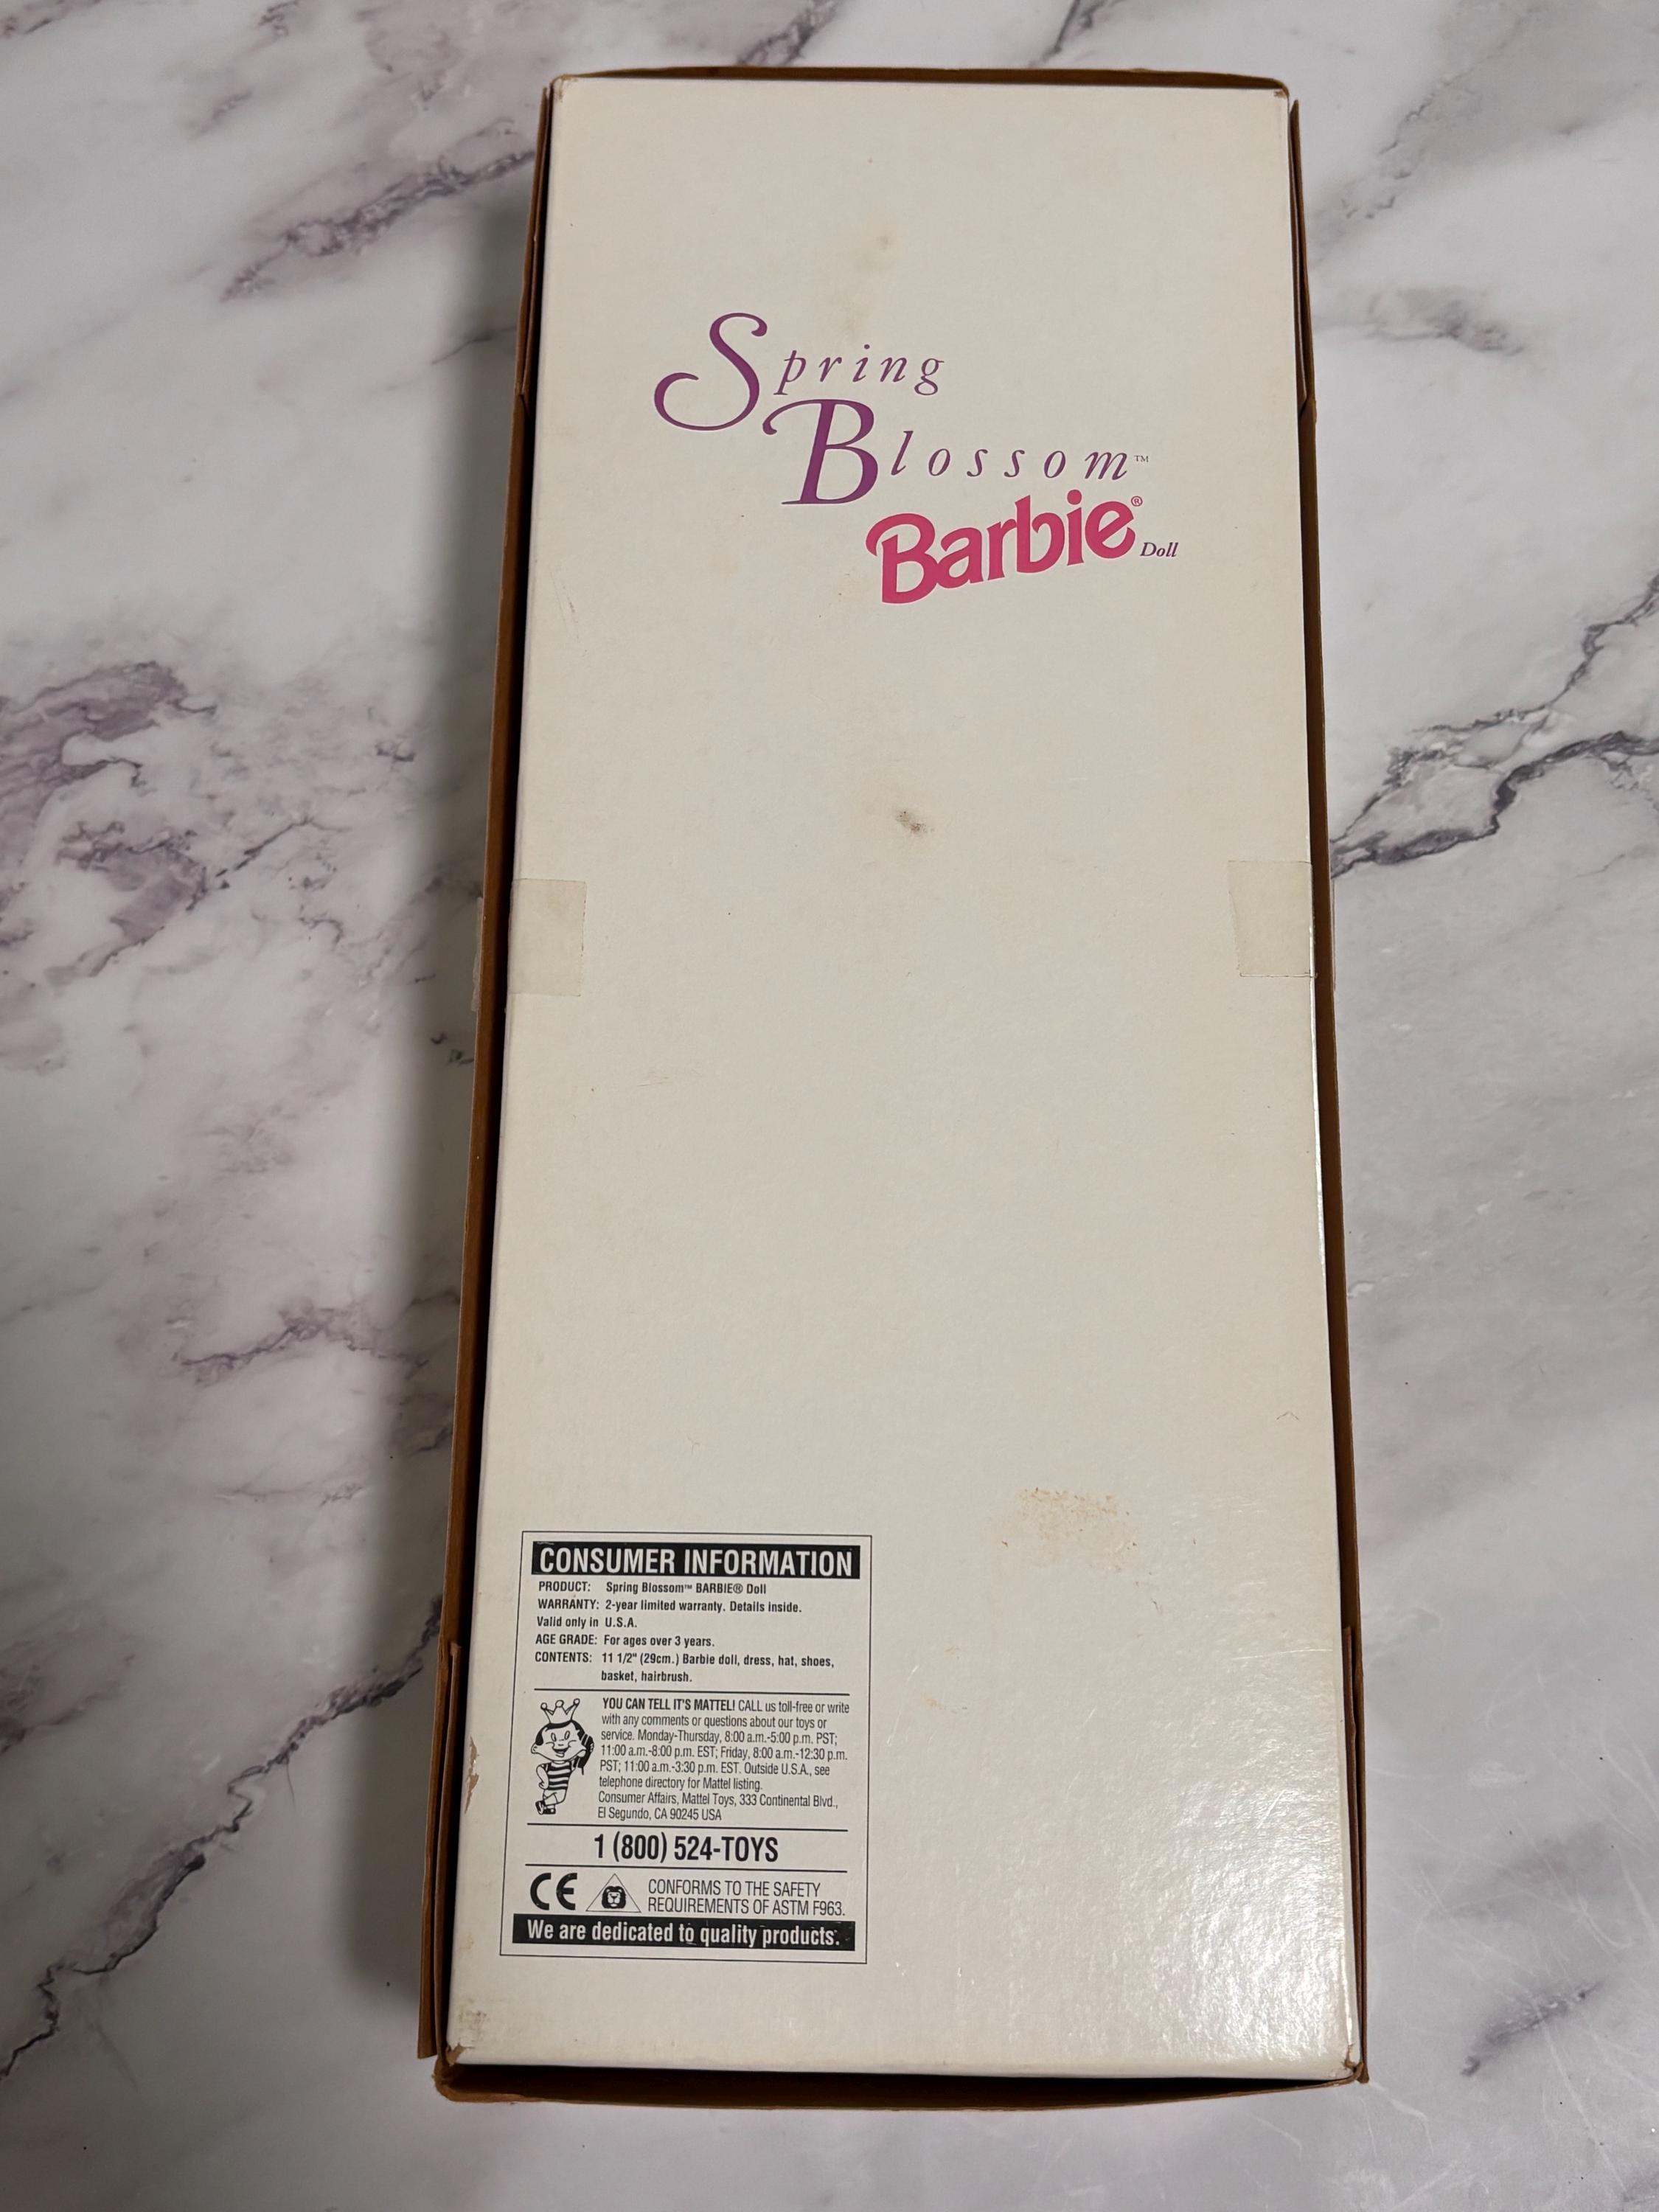 Spring
Blossom™
Barbie® Doll
CONSUMER INFORMATION
PRODUCT: Spring Blossom™ BARBIE® Doll
WARRANTY: 2-year limited warranty. Details inside.
Valid only in U.S.A.
AGE GRADE: For ages over 3 years.
CONTENTS: 11 1/2" (29cm.) Barbie doll, dress, hat, shoes,
basket, hairbrush.
YOU CAN TELL IT'S MATTEL! CALL us toll-free or write
with any comments or questions about our toys or
service. Monday-Thursday, 8:00 a.m.-5:00 p.m. PST;
11:00 a.m.-8:00 p.m. EST; Friday, 8:00 a.m.-12:30 p.m.
PST; 11:00 a.m.-3:30 p.m. EST. Outside U.S.A., see
telephone directory for Mattel listing.
Consumer Affairs, Mattel Toys, 333 Continental Blvd.,
El Segundo, CA 90245 USA
1 (800) 524-TOYS
CE CONFORMS TO THE SAFETY
REQUIREMENTS OF ASTM F963.
We are dedicated to quality products.